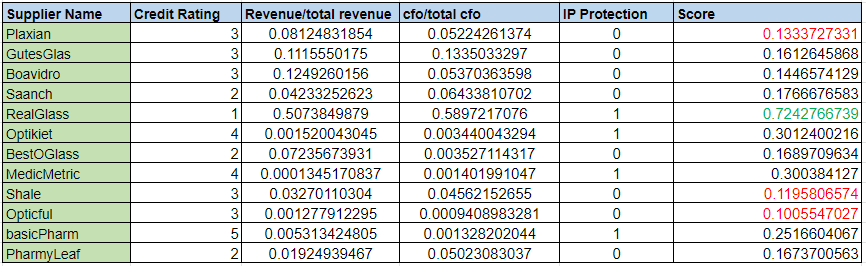 Supplier Name Credit Rating Revenue/total revenue cfo/total cfo IP Protection Score
Plaxian 3 0.08124831854 0.05224261374 0 0.1333727331
GutesGlas 3 0.1115550175 0.1335033297 0 0.1612645868
Boavidro 3 0.1249260156 0.05370363598 0 0.1446574129
Saanch 2 0.04233252623 0.06433810702 0 0.1766676583
RealGlass 1 0.5073849879 0.5897217076 1 0.7242766739
Optikiet 4 0.001520043045 0.003440043294 1 0.3012400216
BestOGlass 2 0.07235673931 0.003527114317 0 0.1689709634
MedicMetric 4 0.0001345170837 0.001401991047 1 0.300384127
Shale 3 0.03270110304 0.04562152655 0 0.1195806574
Opticful 3 0.001277912295 0.0009408983281 0 0.1005547027
basicPharm 5 0.005313424805 0.001328202044 1 0.2516604067
PharmyLeaf 2 0.01924939467 0.05023083037 0 0.1673700563